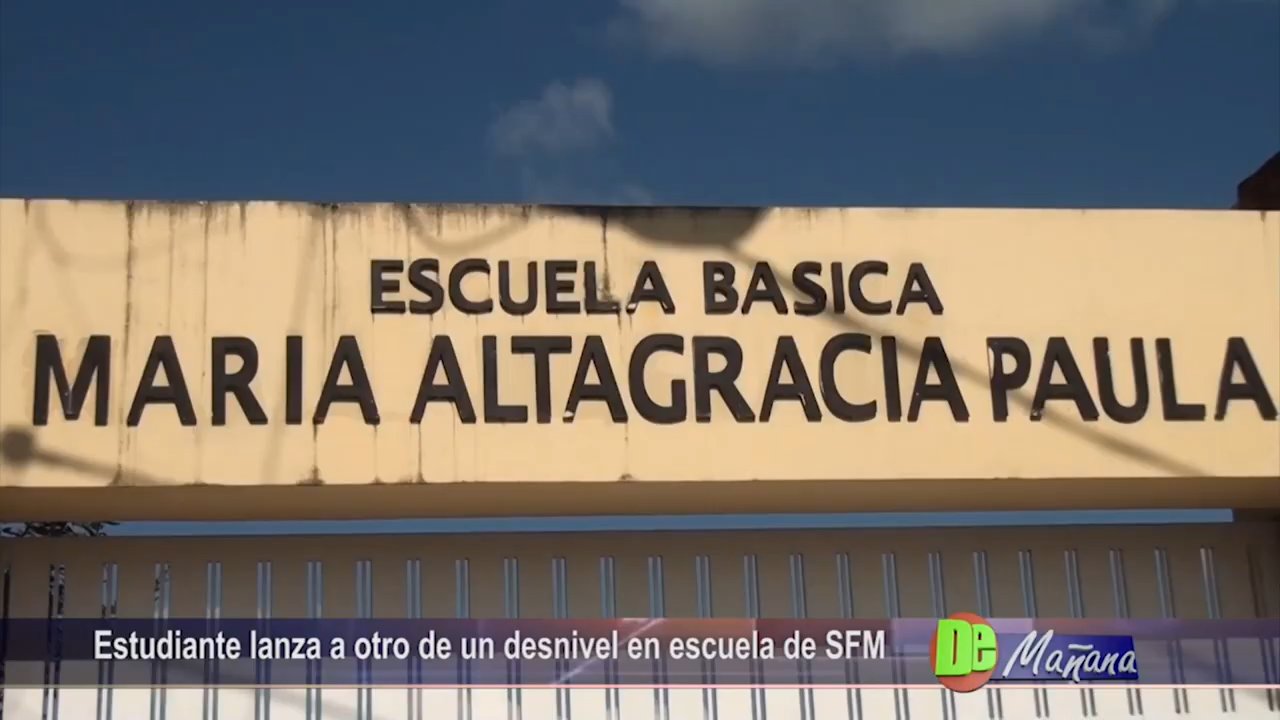 ESCUELA BASICA
MARIA ALTAGRACIA PAULA
Estudiante lanza a otro de un desnivel en escuela de SFM
De Mañana